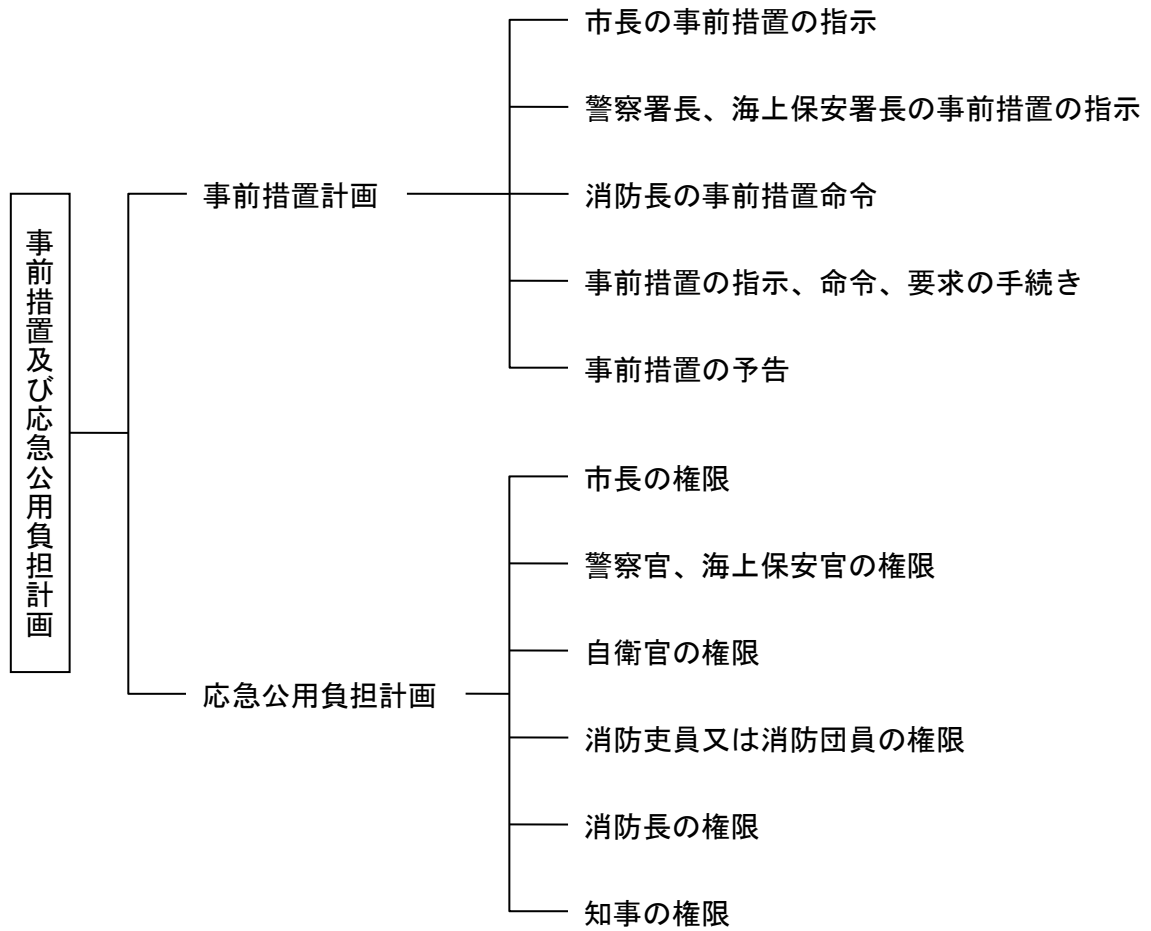 事前措置及び応急公用負担計画
事前措置計画
市長の事前措置の指示
警察署長、海上保安署長の事前措置の指示
消防長の事前措置命令
事前措置の指示、命令、要求の手続き
事前措置の予告
応急公用負担計画
市長の権限
警察官、海上保安官の権限
自衛官の権限
消防吏員又は消防団員の権限
消防長の権限
知事の権限